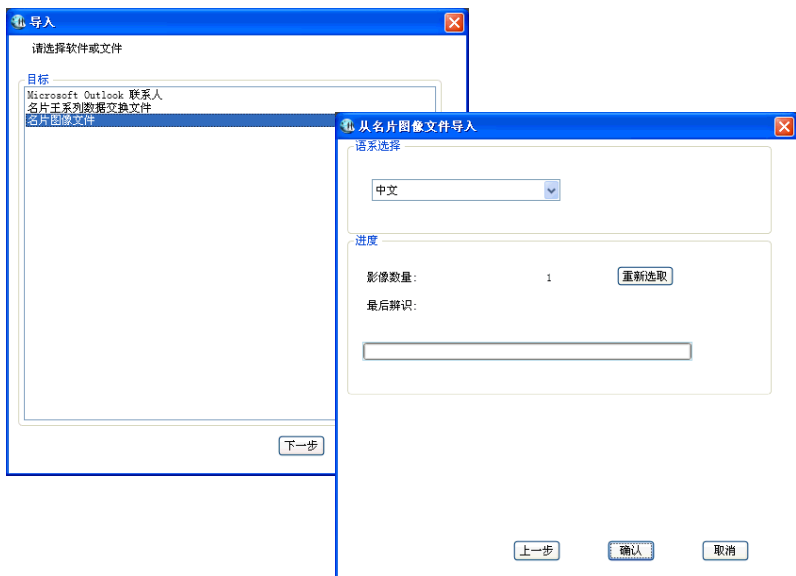 导入
请选择软件或文件
目标
Microsoft Outlook 联系人
名片王系列数据交换文件
名片图像文件
下一步
从名片图像文件导入
语系选择
中文
进度
影像数量:
1
重新选取
最后辨识:
上一步
确认
取消